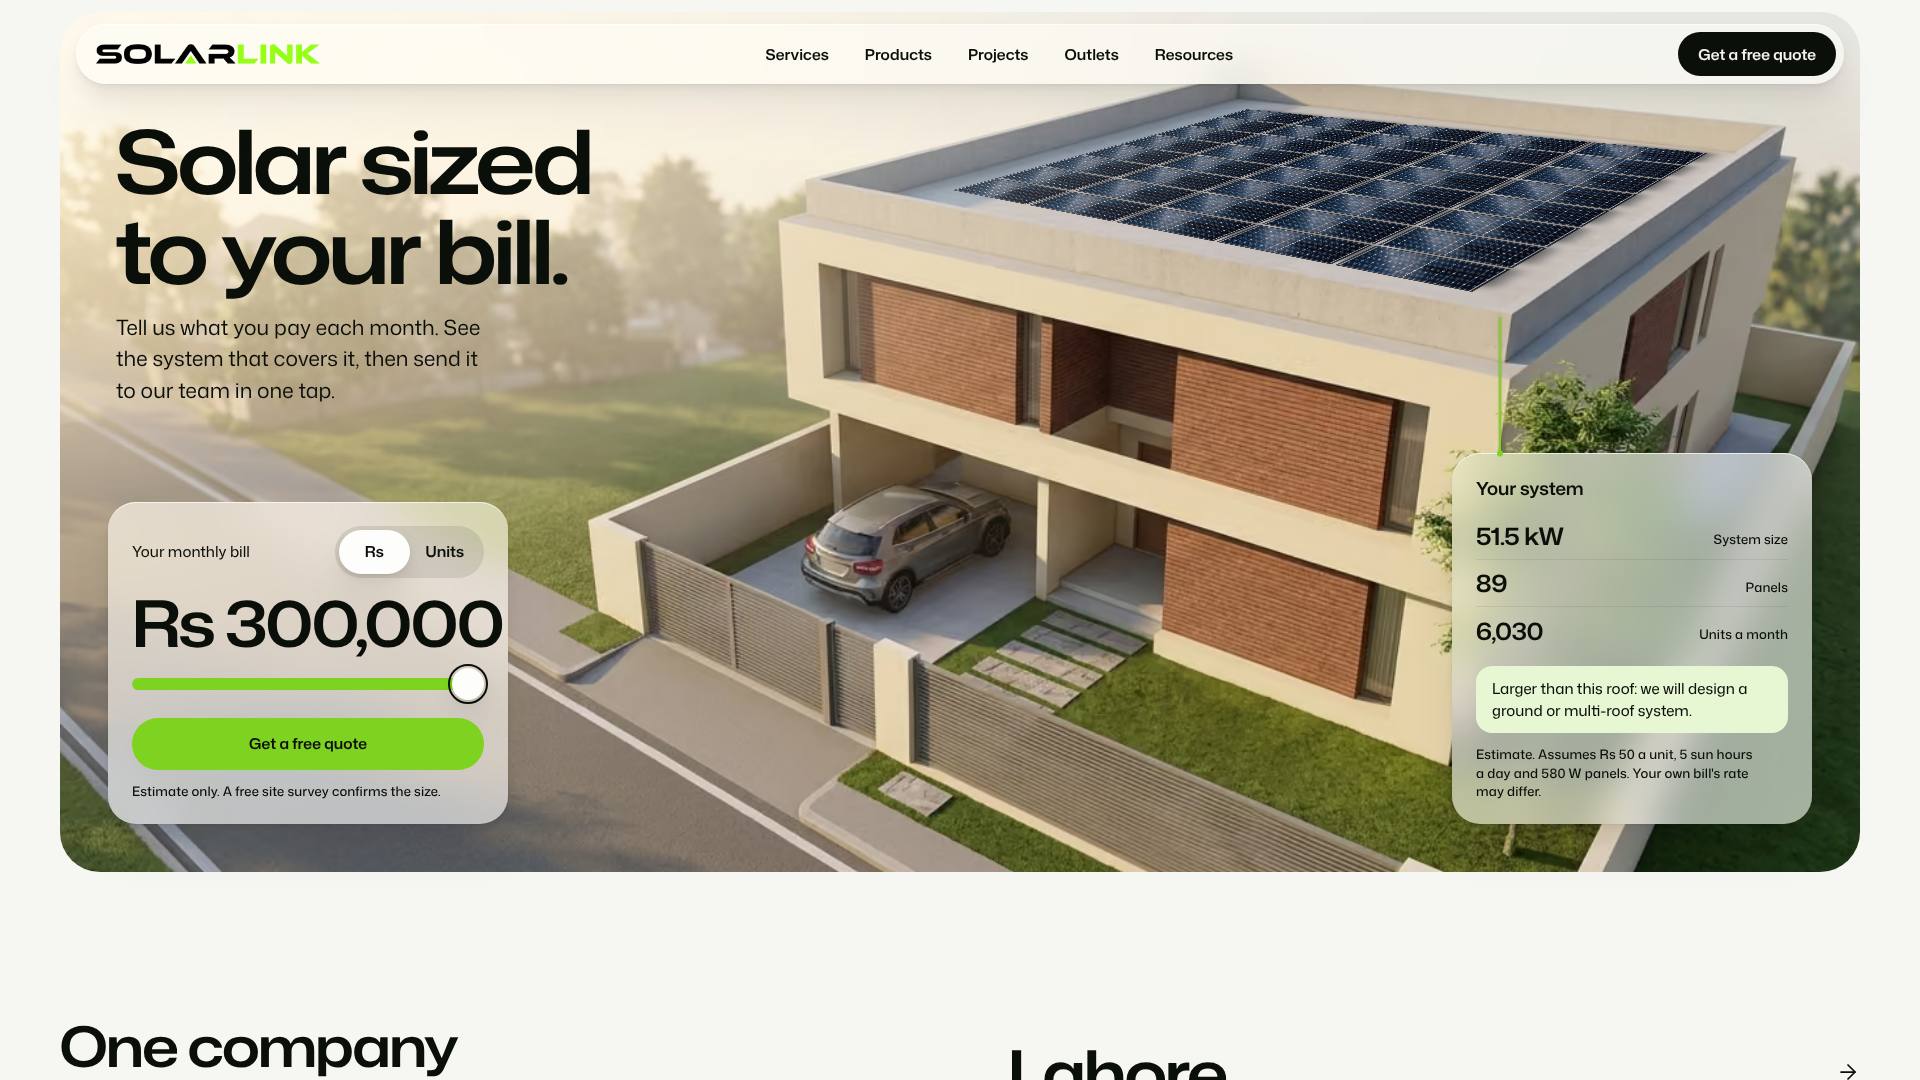 SOLARLINK
Services
Products
Projects
Outlets
Resources
Get a free quote
Solar sized
to your bill.
Tell us what you pay each month. See
the system that covers it, then send it
to our team in one tap.
Your monthly bill
Rs
Units
Rs 300,000
Get a free quote
Estimate only. A free site survey confirms the size.
Your system
51.5 kW
System size
89
Panels
6,030
Units a month
Larger than this roof: we will design a
ground or multi-roof system.
Estimate. Assumes Rs 50 a unit, 5 sun hours
a day and 580 W panels. Your own bill's rate
may differ.
One company
Lahore